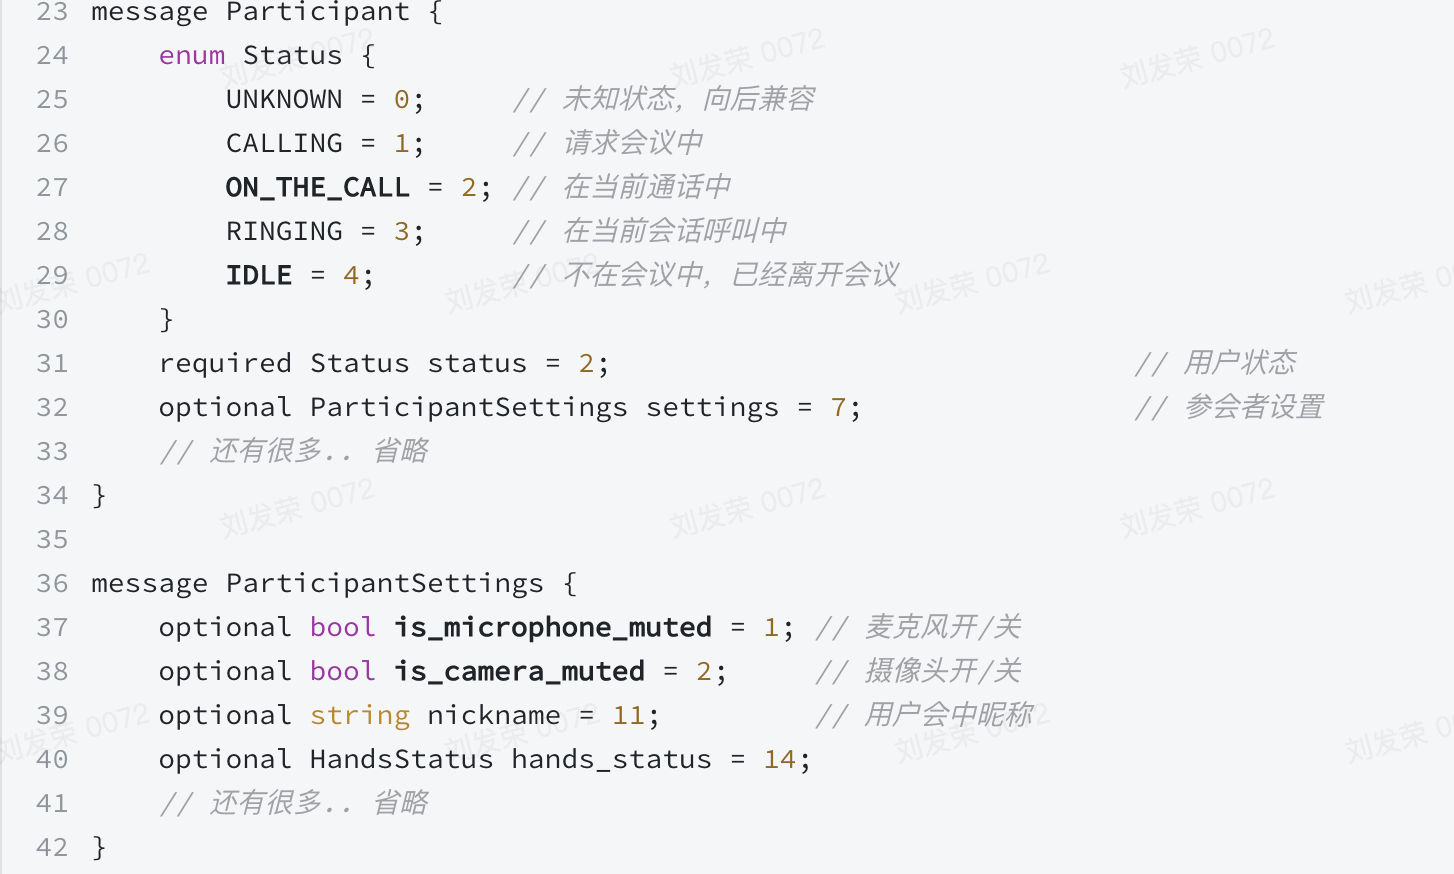 23 message Participant {
24     enum Status {
25         UNKNOWN = 0;     // 未知状态，向后兼容
26         CALLING = 1;     // 请求会议中
27         ON_THE_CALL = 2; // 在当前通话中
28         RINGING = 3;     // 在当前会话呼叫中
29         IDLE = 4;        // 不在会议中，已经离开会议
30     }
31     required Status status = 2;                               // 用户状态
32     optional ParticipantSettings settings = 7;                // 参会者设置
33     // 还有很多.. 省略
34 }
35
36 message ParticipantSettings {
37     optional bool is_microphone_muted = 1; // 麦克风开/关
38     optional bool is_camera_muted = 2;     // 摄像头开/关
39     optional string nickname = 11;         // 用户会中昵称
40     optional HandsStatus hands_status = 14;
41     // 还有很多.. 省略
42 }
刘发荣 0072
刘发荣 0072
刘发荣 0072
刘发荣 0072
刘发荣 0072
刘发荣 0072
刘发荣 0
刘发荣 0072
刘发荣 0072
刘发荣 0072
刘发荣 0072
刘发荣 0072
刘发荣 0072
刘发荣 0